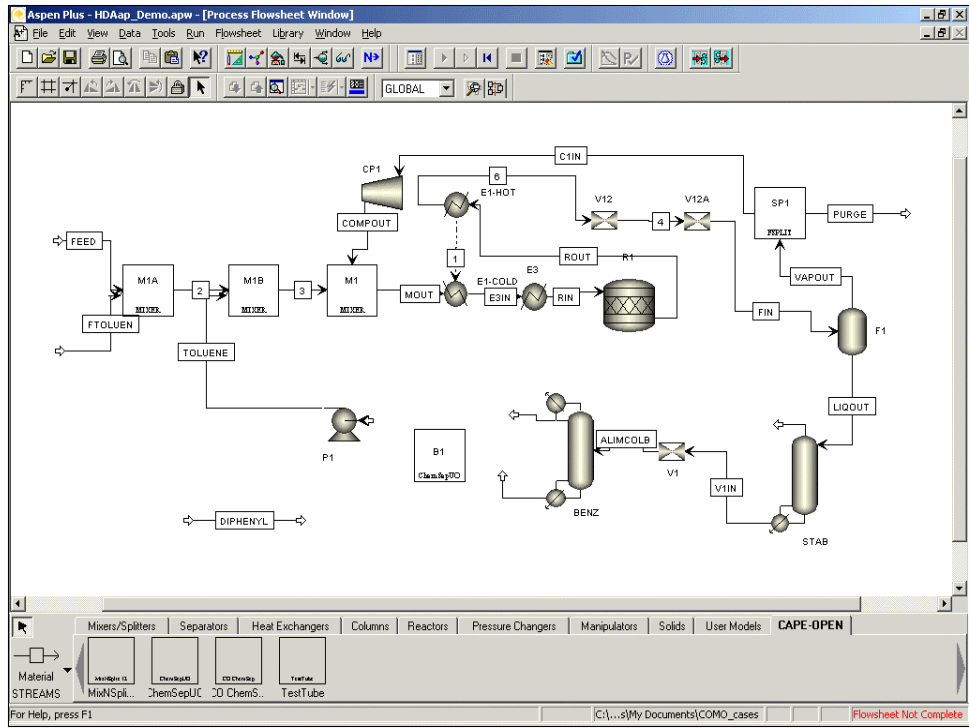 Aspen Plus - HDAap_Demo.apw - [Process Flowsheet Window]
File Edit View Data Tools Run Flowsheet Library Window Help
N»
GLOBAL
C1IN
CP1
6
E1-HOT
V12
V12A
SP1
FSPLIT
PURGE
COMPOUT
4
FEED
1
ROUT
R1
VAPOUT
M1A
MIXER
2
M1B
MIXER
3
M1
MIXER
MOUT
E1-COLD
E3IN
E3
RIN
FIN
F1
FTOLUEN
TOLUENE
LIQOUT
P1
B1
ChemSepUO
ALIMCOLB
V1
V1IN
BENZ
STAB
DIPHENYL
Mixers/Splitters Separators Heat Exchangers Columns Reactors Pressure Changers Manipulators Solids User Models CAPE-OPEN
Material
STREAMS
ChemSepUO
CO ChemSep
TestTube
MixNSpli... ChemSepUO CO ChemS... TestTube
For Help, press F1
C:\...s\My Documents\COMO_cases
Flowsheet Not Complete